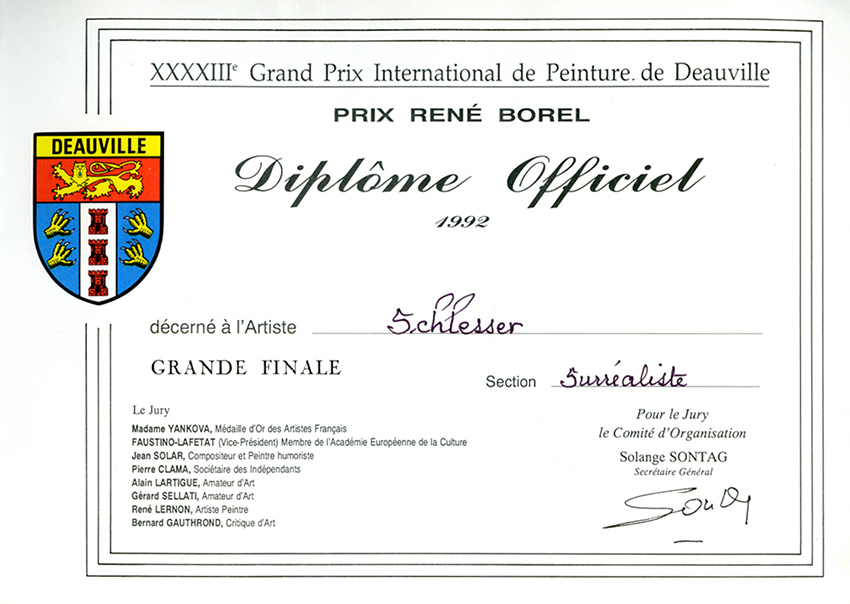 XXXXIIIe Grand Prix International de Peinture. de Deauville
PRIX RENÉ BOREL
DEAUVILLE
Diplôme Officiel
1992
décerné à l'Artiste Schlesser
GRANDE FINALE
Section Surréaliste
Le Jury
Madame YANKOVA, Médaille d'Or des Artistes Français
FAUSTINO-LAFETAT (Vice-Président) Membre de l'Académie Européenne de la Culture
Jean SOLAR, Compositeur et Peintre humoriste
Pierre CLAMA, Sociétaire des Indépendants
Alain LARTIGUE, Amateur d'Art
Gérard SELLATI, Amateur d'Art
René LERNON, Artiste Peintre
Bernard GAUTHROND, Critique d'Art
Pour le Jury
le Comité d'Organisation
Solange SONTAG
Secrétaire Général